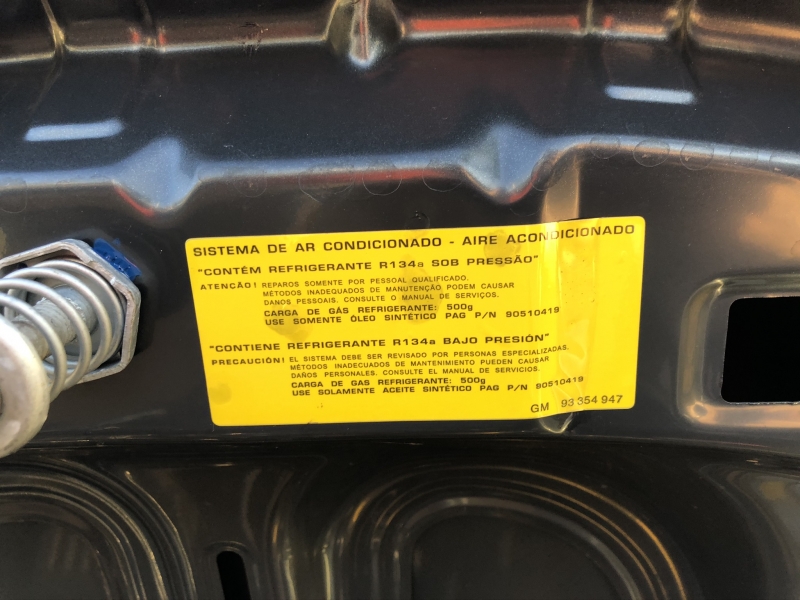 SISTEMA DE AR CONDICIONADO - AIRE ACONDICIONADO
"CONTÉM REFRIGERANTE R134a SOB PRESSÃO"
ATENÇÃO! REPAROS SOMENTE POR PESSOAL QUALIFICADO.
MÉTODOS INADEQUADOS DE MANUTENÇÃO PODEM CAUSAR
DANOS PESSOAIS. CONSULTE O MANUAL DE SERVIÇOS.
CARGA DE GÁS REFRIGERANTE: 500g
USE SOMENTE ÓLEO SINTÉTICO PAG P/N 90510419
"CONTIENE REFRIGERANTE R134a BAJO PRESIÓN"
PRECAUCIÓN! EL SISTEMA DEBE SER REVISADO POR PERSONAS ESPECIALIZADAS.
MÉTODOS INADECUADOS DE MANTENIMIENTO PUEDEN CAUSAR
DAÑOS PERSONALES. CONSULTE EL MANUAL DE SERVICIOS.
CARGA DE GAS REFRIGERANTE: 500g
USE SOLAMENTE ACEITE SINTÉTICO PAG P/N 90510419
GM 93 354 947